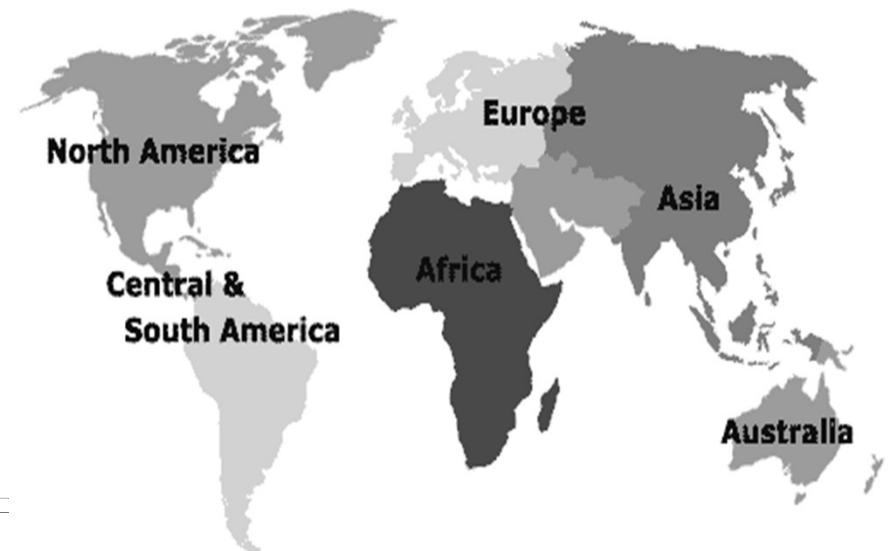 North America
Europe
Asia
Africa
Central &
South America
Australia